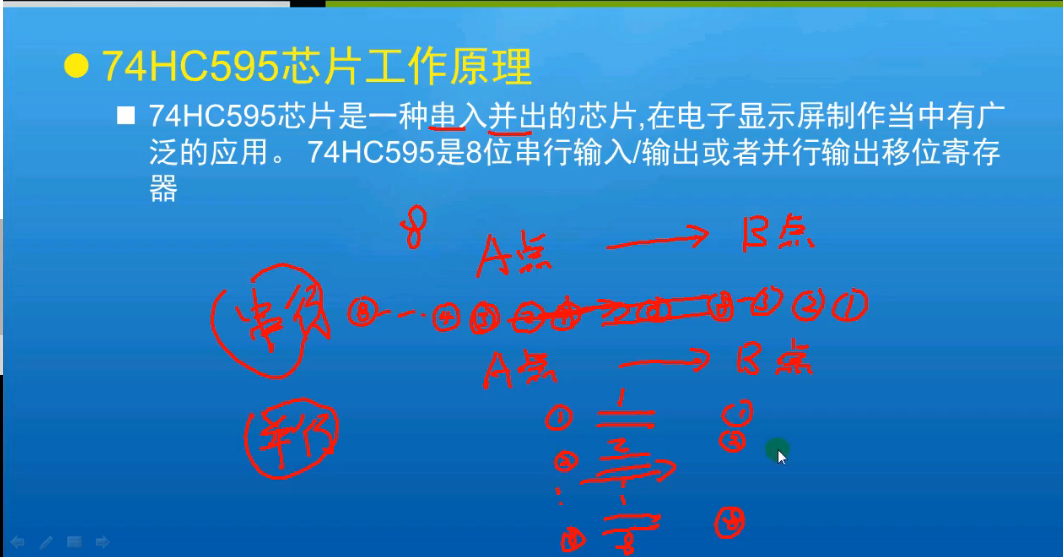 74HC595芯片工作原理
74HC595芯片是一种串入并出的芯片,在电子显示屏制作当中有广
泛的应用。 74HC595是8位串行输入/输出或者并行输出移位寄存
器
8 A点 B点
串行 ⑧ ④ ③ ③ ② ①
A点 B点
① 1 ①
并行 ② 2 ②
⑧ 8 ⑧